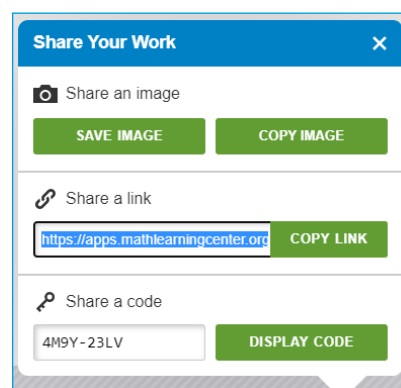 Share Your Work
Share an image
SAVE IMAGE COPY IMAGE
Share a link
https://apps.mathlearningcenter.org COPY LINK
Share a code
4M9Y-23LV DISPLAY CODE